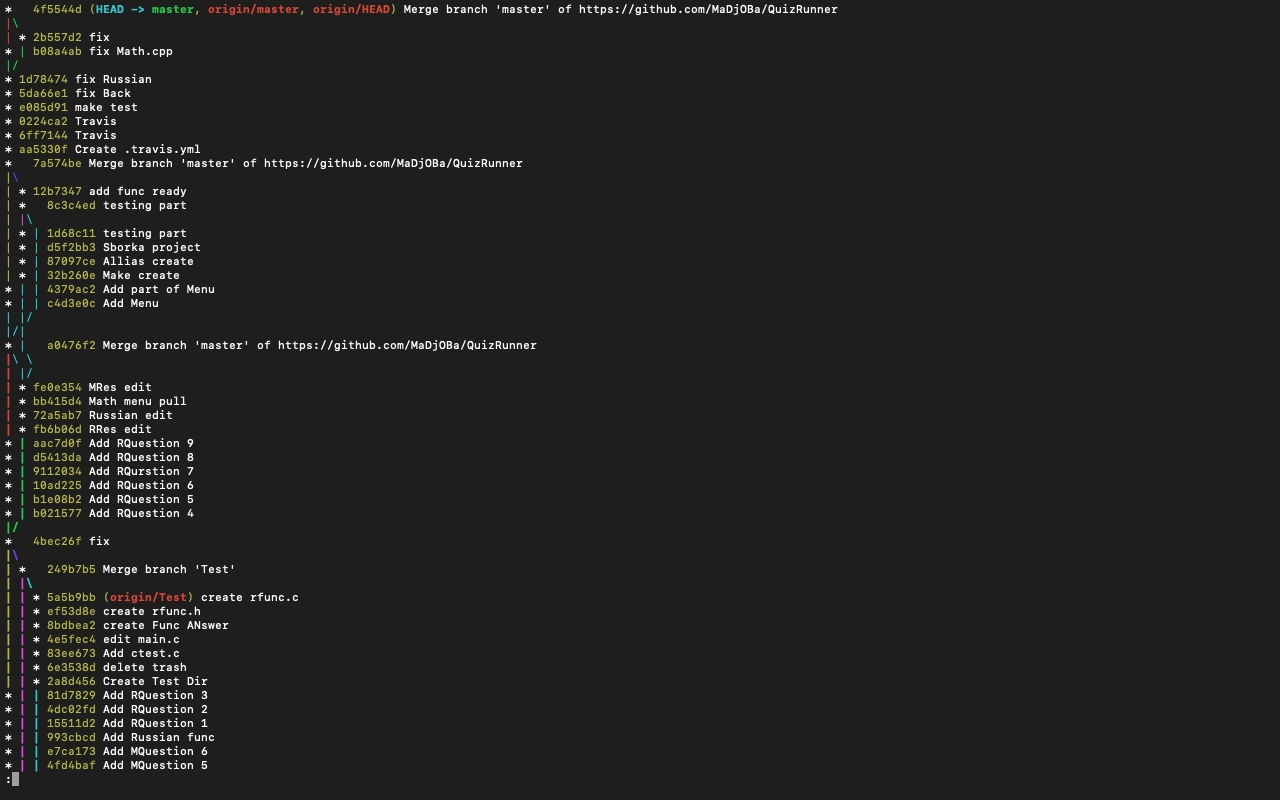 *   4f5544d (HEAD -> master, origin/master, origin/HEAD) Merge branch 'master' of https://github.com/MaDjOBa/QuizRunner
|\
| * 2b557d2 fix
* | b08a4ab fix Math.cpp
|/
* 1d78474 fix Russian
* 5da66e1 fix Back
* e085d91 make test
* 0224ca2 Travis
* 6ff7144 Travis
* aa5330f Create .travis.yml
*   7a574be Merge branch 'master' of https://github.com/MaDjOBa/QuizRunner
|\
| * 12b7347 add func ready
| *   8c3c4ed testing part
| |\
| * | 1d68c11 testing part
| * | d5f2bb3 Sborka project
| * | 87097ce Allias create
| * | 32b260e Make create
* | | 4379ac2 Add part of Menu
* | | c4d3e0c Add Menu
| |/
|/|
* |   a0476f2 Merge branch 'master' of https://github.com/MaDjOBa/QuizRunner
|\ \
| |/
| * fe0e354 MRes edit
| * bb415d4 Math menu pull
| * 72a5ab7 Russian edit
| * fb6b06d RRes edit
* | aac7d0f Add RQuestion 9
* | d5413da Add RQuestion 8
* | 9112034 Add RQurstion 7
* | 10ad225 Add RQuestion 6
* | b1e08b2 Add RQuestion 5
* | b021577 Add RQuestion 4
|/
*   4bec26f fix
|\
| *   249b7b5 Merge branch 'Test'
| |\
| | * 5a5b9bb (origin/Test) create rfunc.c
| | * ef53d8e create rfunc.h
| | * 8bdbea2 create Func ANswer
| | * 4e5fec4 edit main.c
| | * 83ee673 Add ctest.c
| | * 6e3538d delete trash
| | * 2a8d456 Create Test Dir
* | | 81d7829 Add RQuestion 3
* | | 4dc02fd Add RQuestion 2
* | | 15511d2 Add RQuestion 1
* | | 993cbcd Add Russian func
* | | e7ca173 Add MQuestion 6
* | | 4fd4baf Add MQuestion 5
: